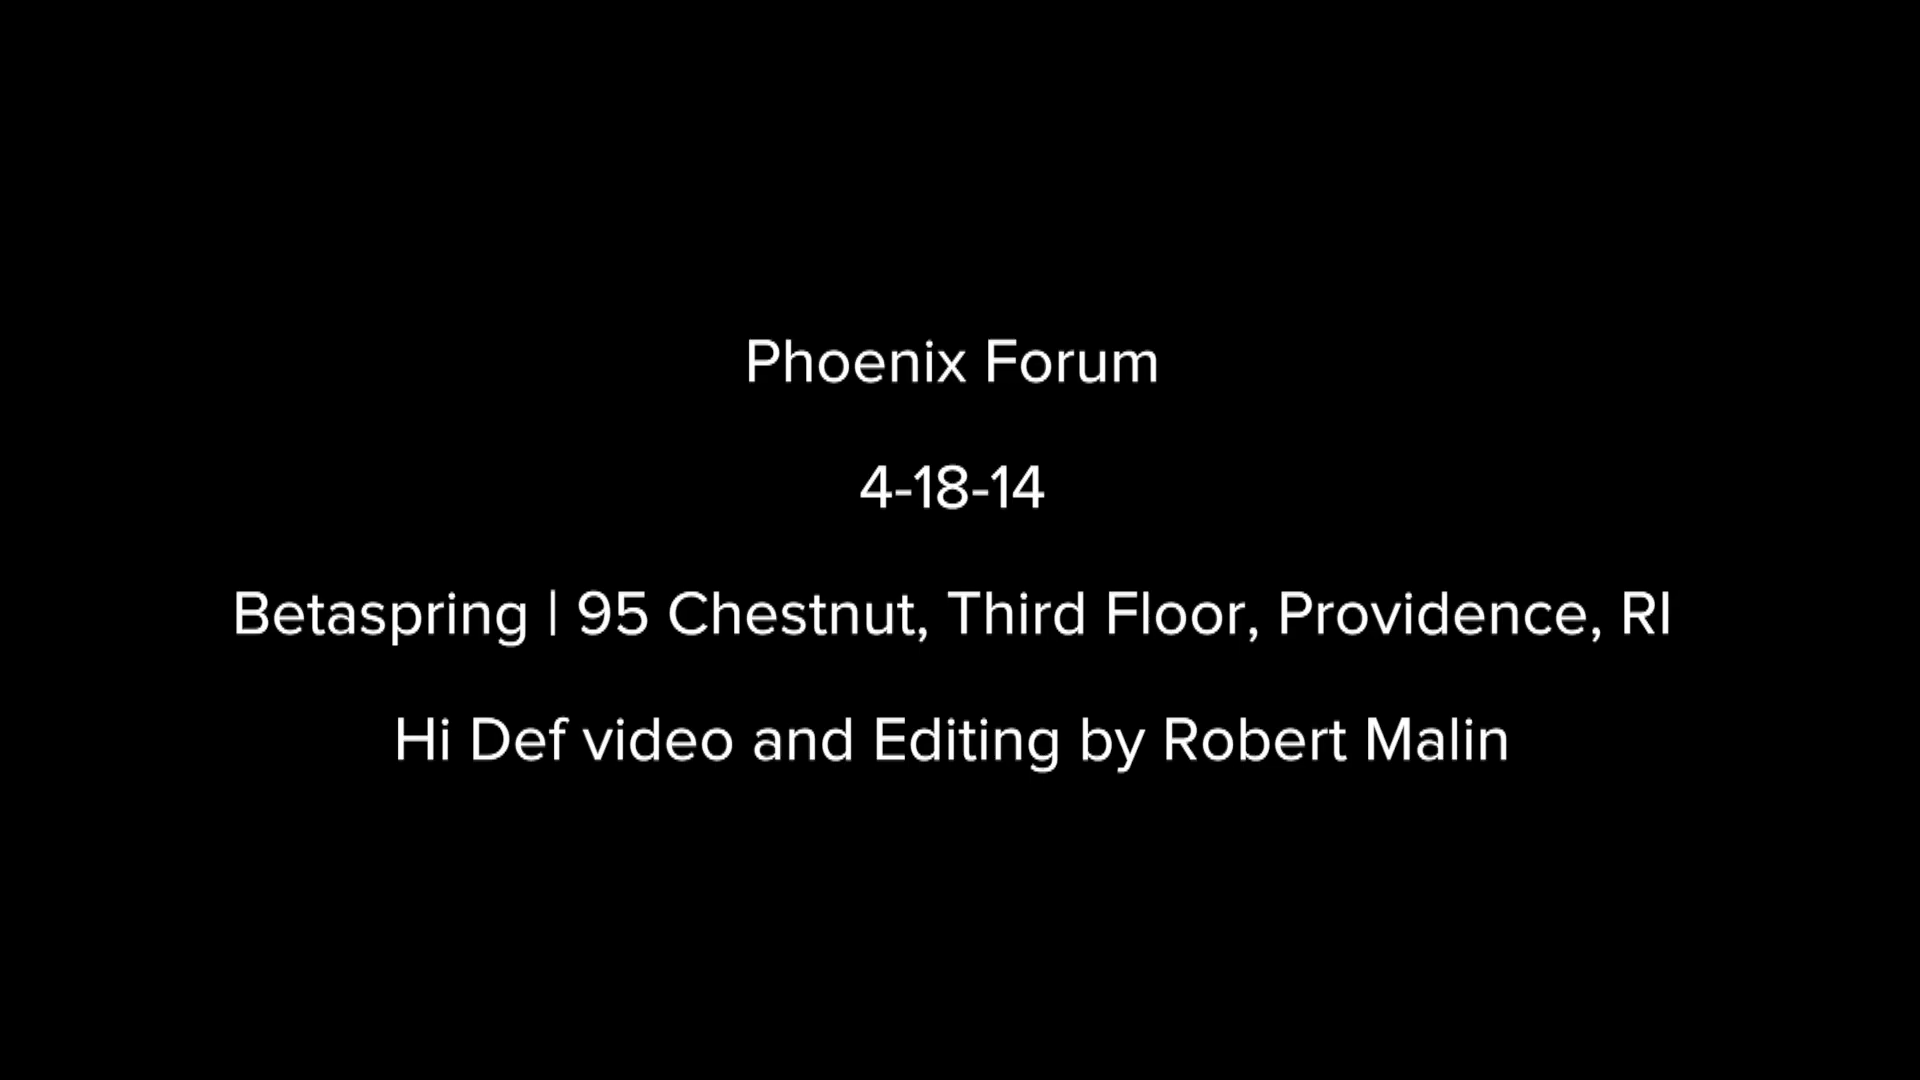 Phoenix Forum
4-18-14
Betaspring | 95 Chestnut, Third Floor, Providence, RI
Hi Def video and Editing by Robert Malin